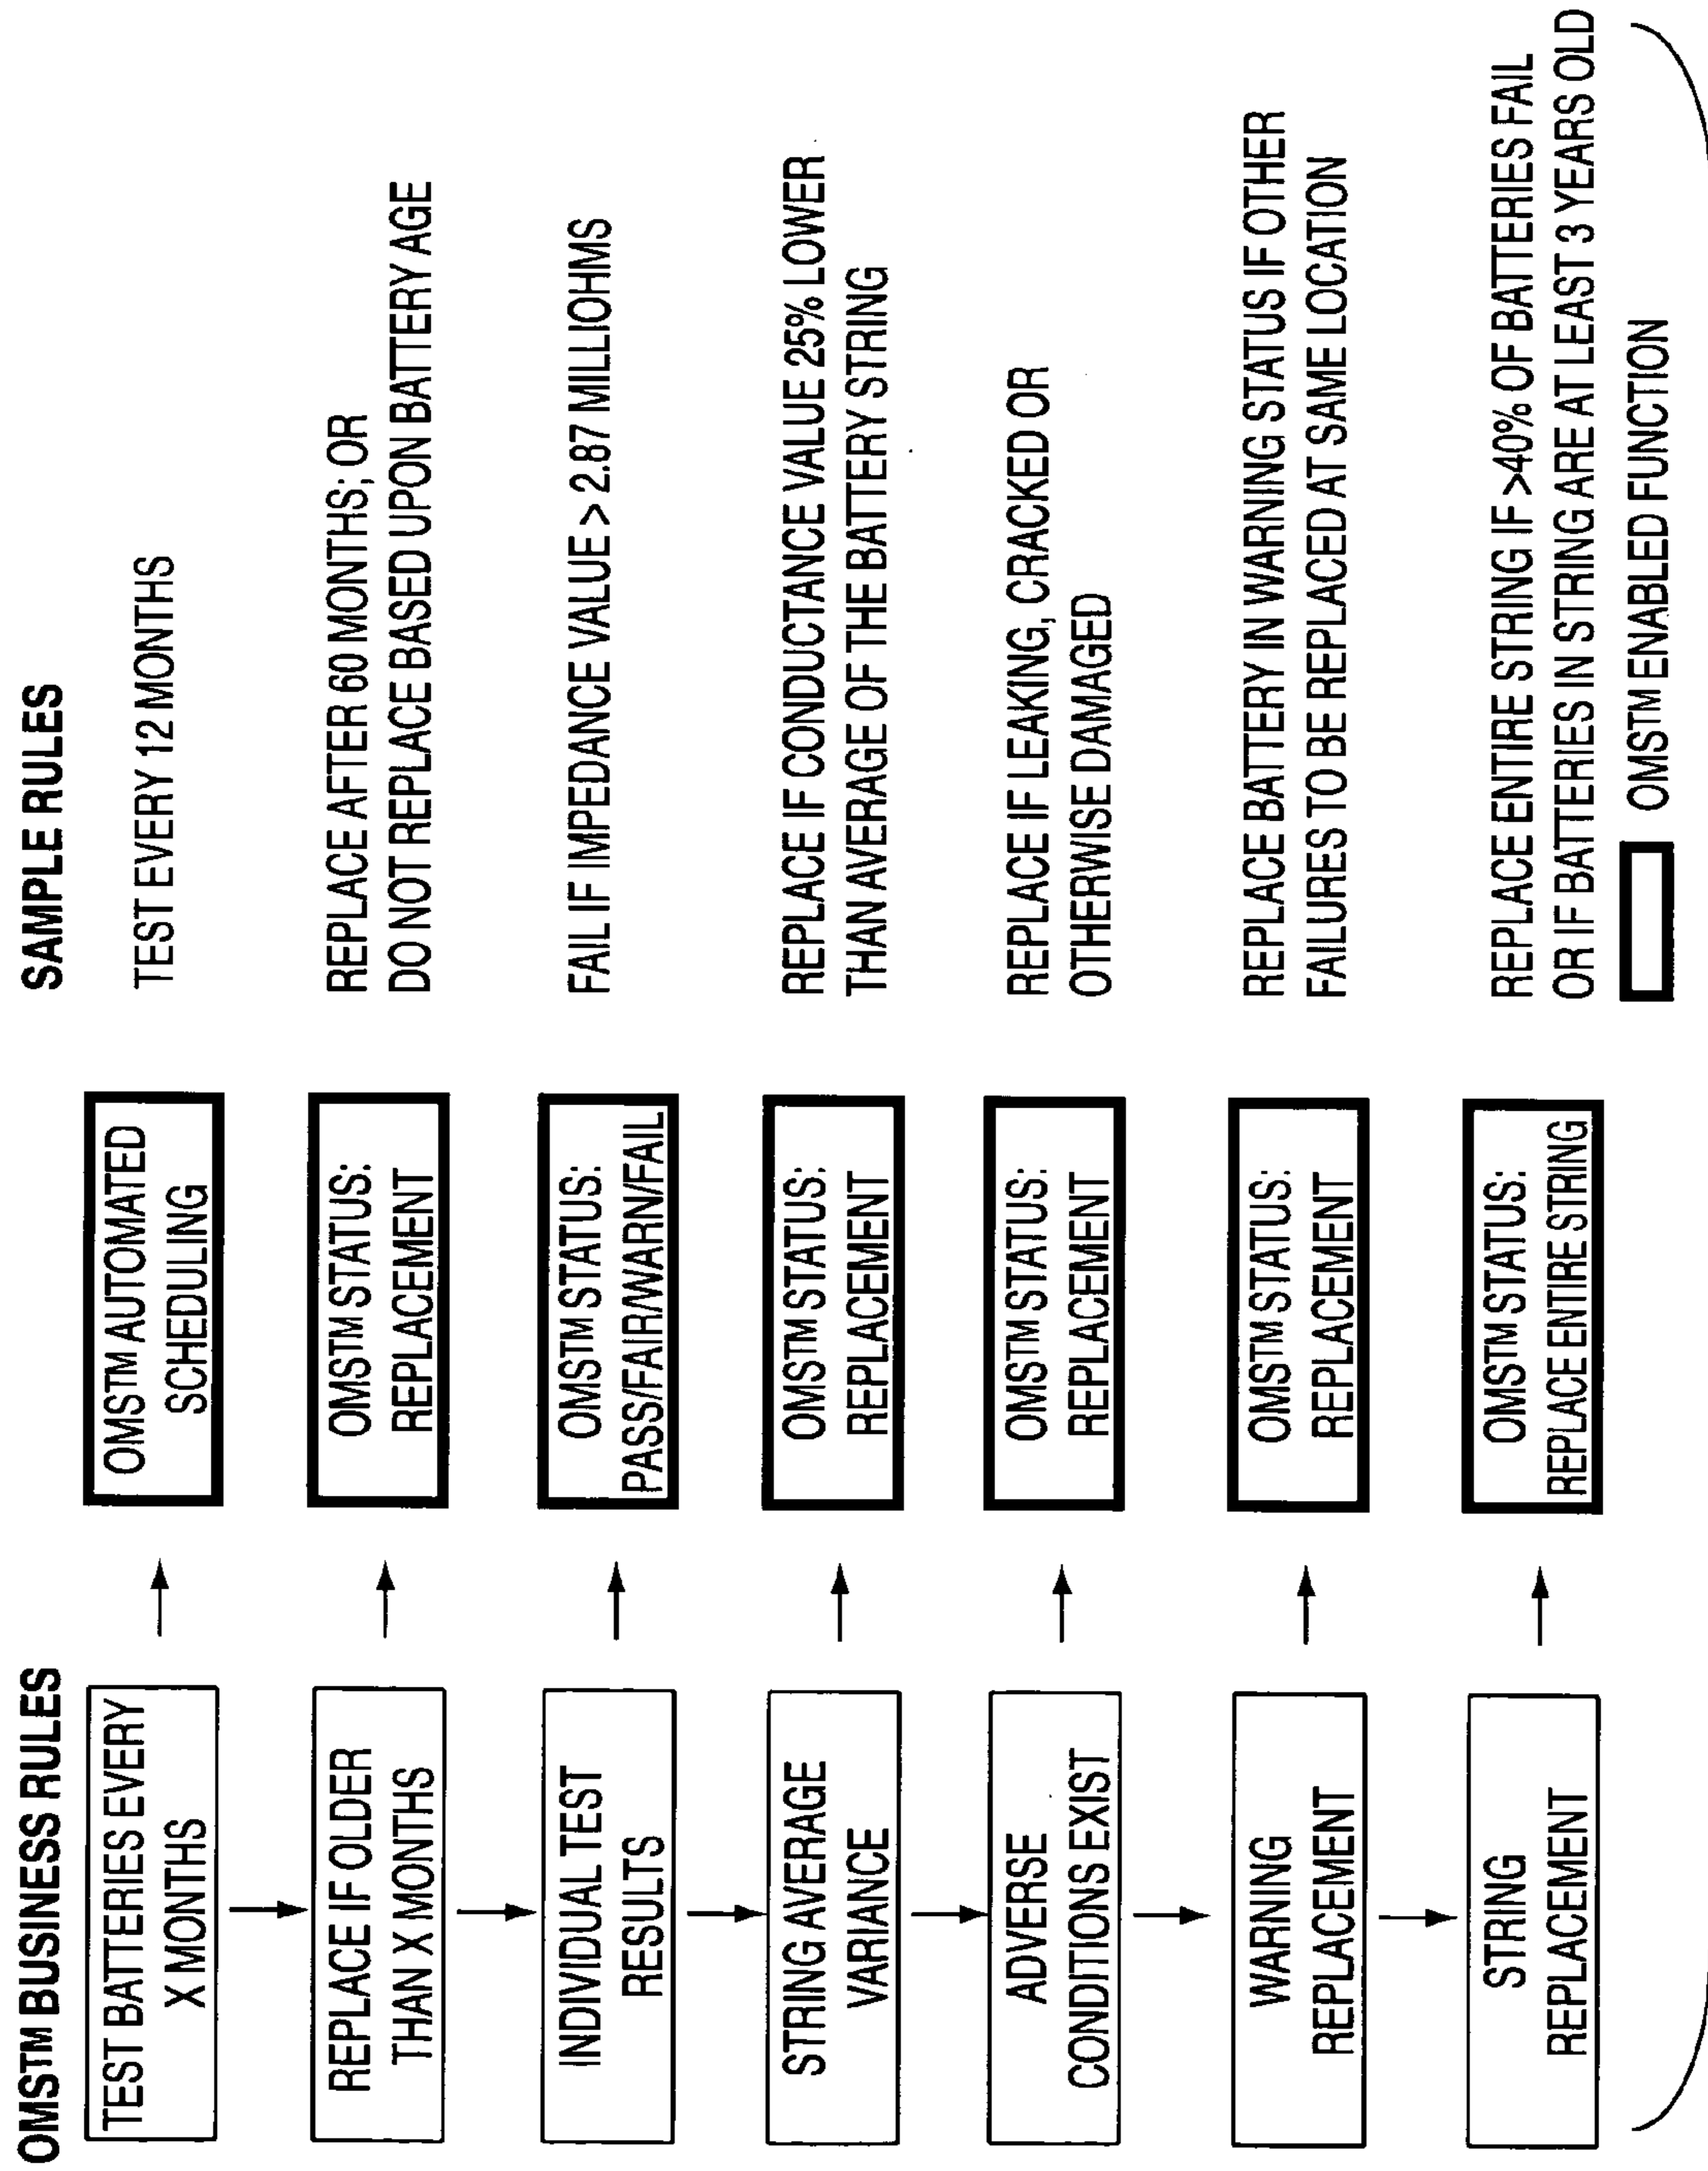 OMS™ BUSINESS RULES
SAMPLE RULES
TEST BATTERIES EVERY
X MONTHS
OMS™ AUTOMATED
SCHEDULING
TEST EVERY 12 MONTHS
REPLACE IF OLDER
THAN X MONTHS
OMS™ STATUS:
REPLACEMENT
REPLACE AFTER 60 MONTHS; OR
DO NOT REPLACE BASED UPON BATTERY AGE
INDIVIDUAL TEST
RESULTS
OMS™ STATUS:
PASS/FAIR/WARN/FAIL
FAIL IF IMPEDANCE VALUE > 2.87 MILLIOHMS
STRING AVERAGE
VARIANCE
OMS™ STATUS:
REPLACEMENT
REPLACE IF CONDUCTANCE VALUE 25% LOWER
THAN AVERAGE OF THE BATTERY STRING
ADVERSE
CONDITIONS EXIST
OMS™ STATUS:
REPLACEMENT
REPLACE IF LEAKING, CRACKED OR
OTHERWISE DAMAGED
WARNING
REPLACEMENT
OMS™ STATUS:
REPLACEMENT
REPLACE BATTERY IN WARNING STATUS IF OTHER
FAILURES TO BE REPLACED AT SAME LOCATION
STRING
REPLACEMENT
OMS™ STATUS:
REPLACE ENTIRE STRING
REPLACE ENTIRE STRING IF >40% OF BATTERIES FAIL
OR IF BATTERIES IN STRING ARE AT LEAST 3 YEARS OLD
OMS™ ENABLED FUNCTION